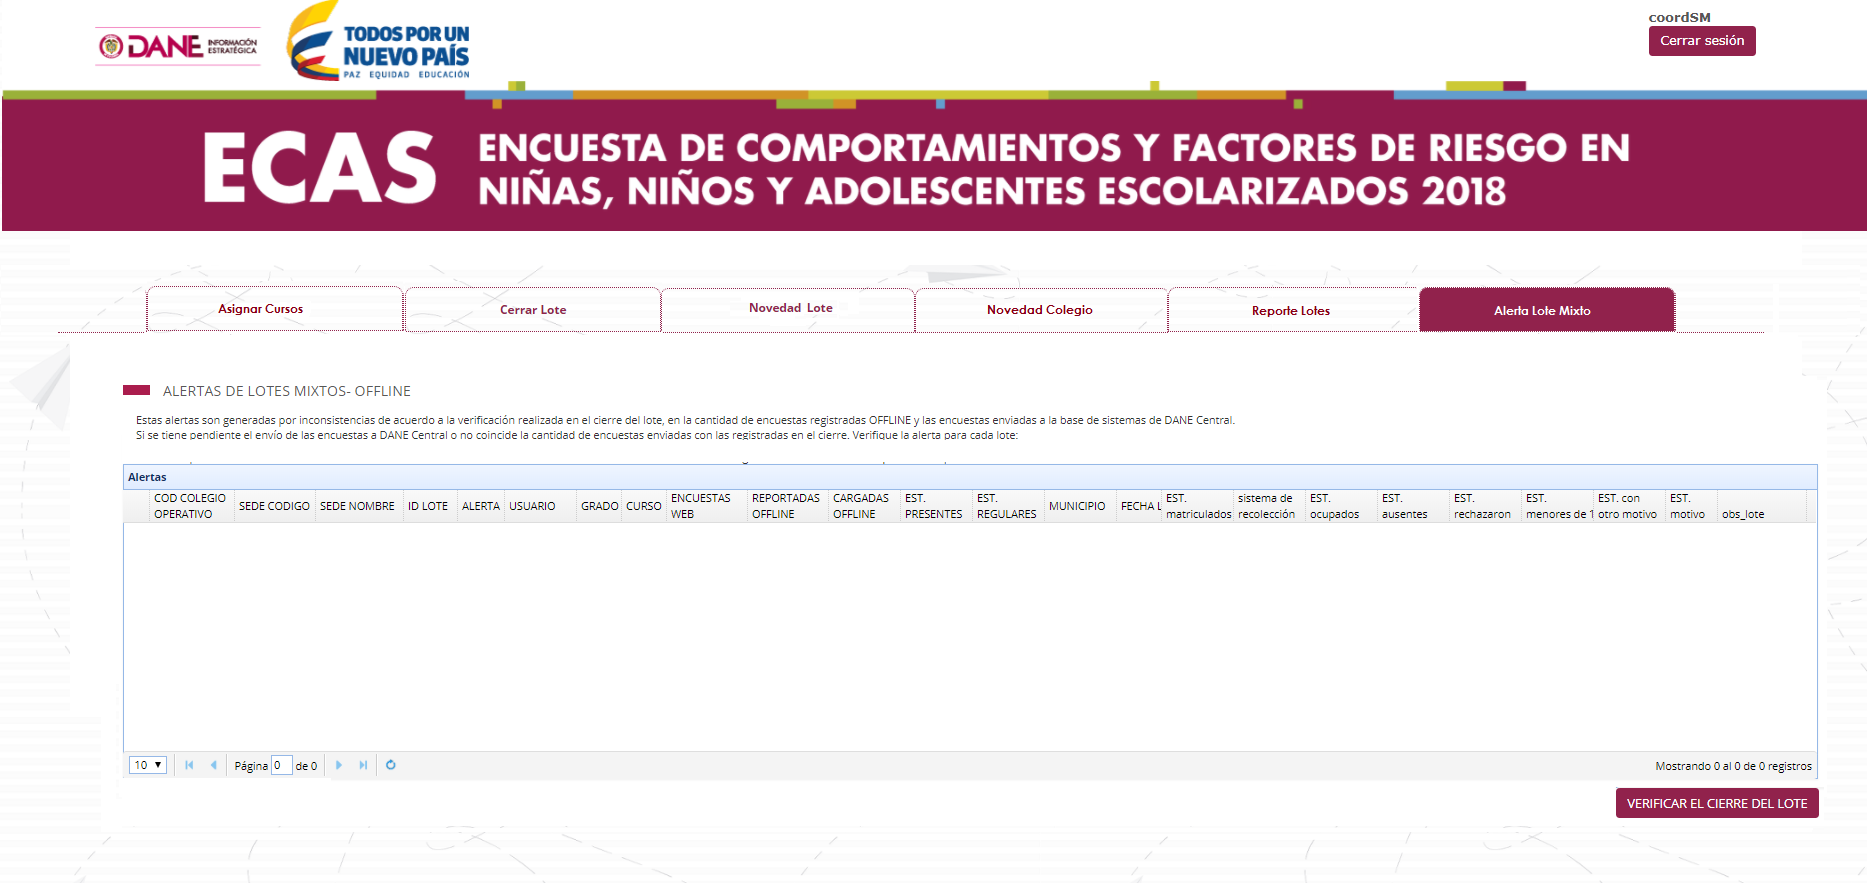 coordSM
Cerrar sesión
DANE INFORMACIÓN ESTRATÉGICA
TODOS POR UN
NUEVO PAÍS
PAZ EQUIDAD EDUCACIÓN
ECAS
ENCUESTA DE COMPORTAMIENTOS Y FACTORES DE RIESGO EN
NIÑAS, NIÑOS Y ADOLESCENTES ESCOLARIZADOS 2018
Asignar Cursos
Cerrar Lote
Novedad Lote
Novedad Colegio
Reporte Lotes
Alerta Lote Mixto
ALERTAS DE LOTES MIXTOS- OFFLINE
Estas alertas son generadas por inconsistencias de acuerdo a la verificación realizada en el cierre del lote, en la cantidad de encuestas registradas OFFLINE y las encuestas enviadas a la base de sistemas de DANE Central.
Si se tiene pendiente el envío de las encuestas a DANE Central o no coincide la cantidad de encuestas enviadas con las registradas en el cierre. Verifique la alerta para cada lote:
Alertas
COD COLEGIO OPERATIVO
SEDE CODIGO
SEDE NOMBRE
ID LOTE
ALERTA
USUARIO
GRADO
CURSO
ENCUESTAS WEB
REPORTADAS OFFLINE
CARGADAS OFFLINE
EST. PRESENTES
EST. REGULARES
MUNICIPIO
FECHA L
EST. matriculados
sistema de recolección
EST. ocupados
EST. ausentes
EST. rechazaron
EST. menores de 1
EST. con otro motivo
EST. motivo
obs_lote
10
Página 0 de 0
Mostrando 0 al 0 de 0 registros
VERIFICAR EL CIERRE DEL LOTE